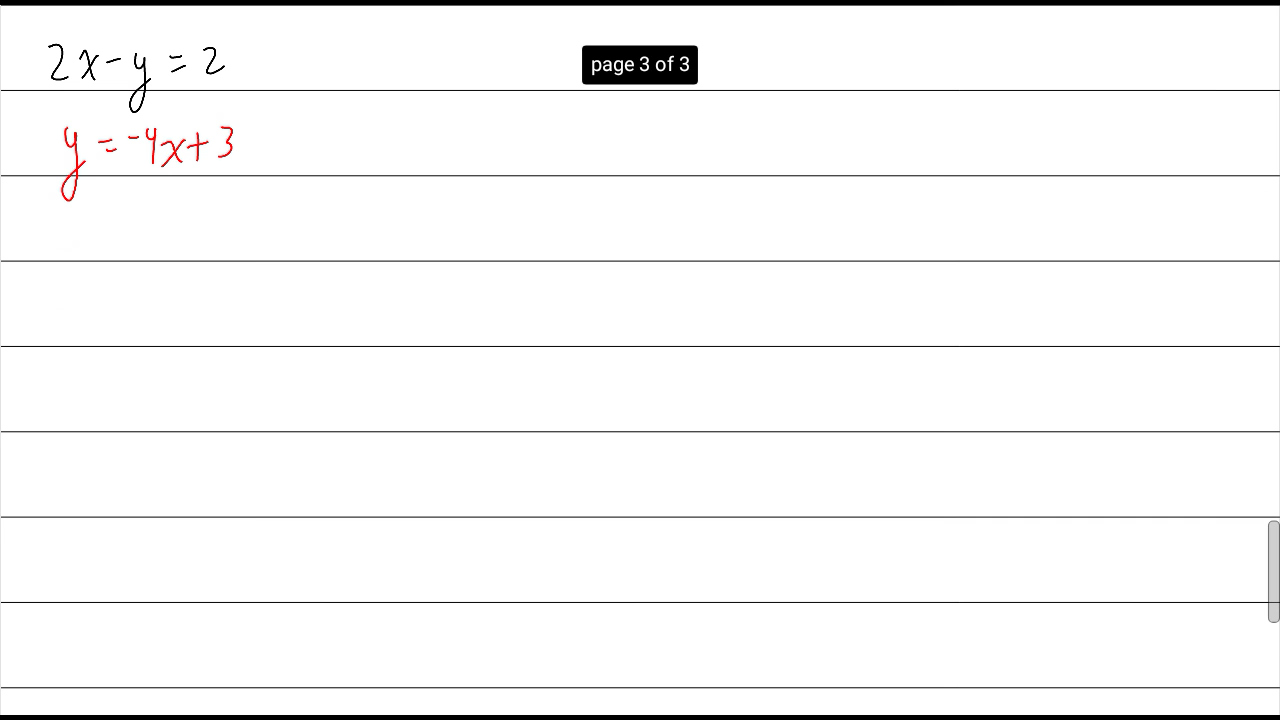 2x-y=2
page 3 of 3
y=-4x+3